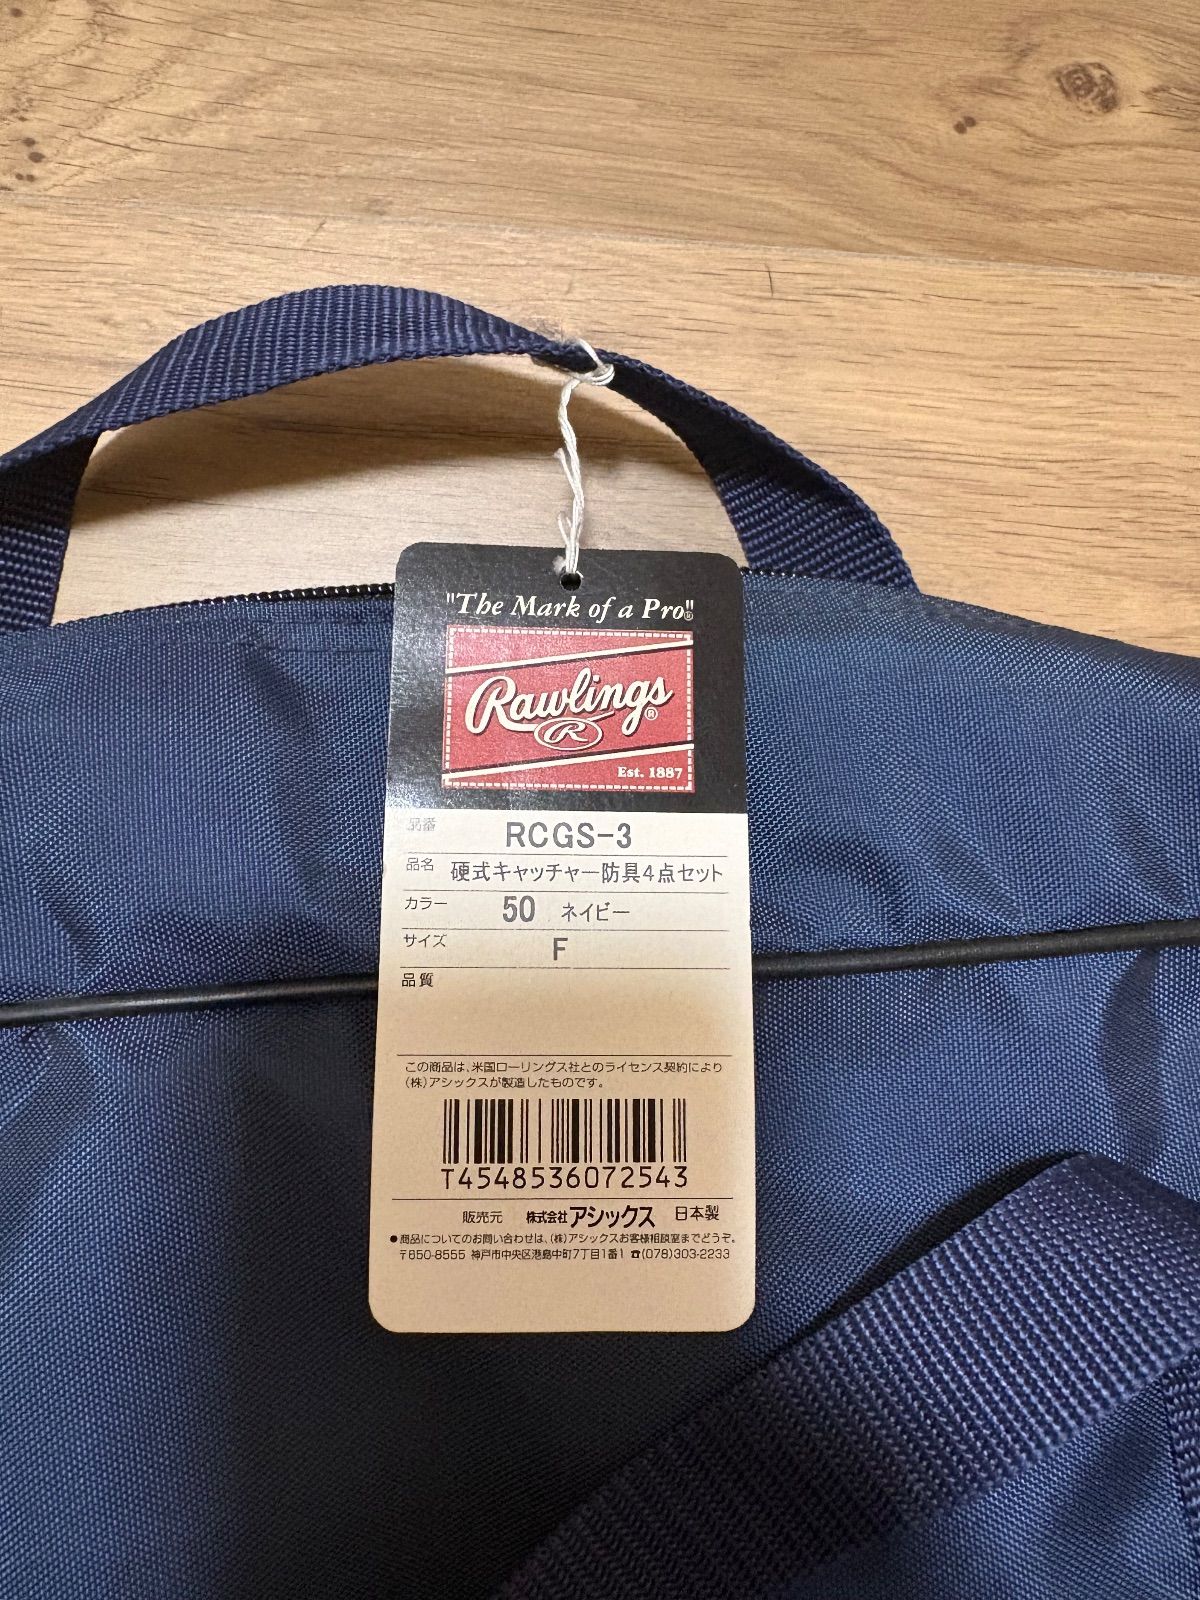 "The Mark of a Pro"®
Rawlings®
R
Est. 1887
品番 RCGS-3
品名 硬式キャッチャー防具4点セット
カラー 50 ネイビー
サイズ F
品質
この商品は、米国ローリングス社とのライセンス契約により
(株)アシックスが製造したものです。
T4548536072543
販売元 株式会社アシックス 日本製
●商品についてのお問い合わせは、(株)アシックスお客様相談室までどうぞ。
〒650-8555 神戸市中央区港島中町7丁目1番1 ☎(078)303-2233